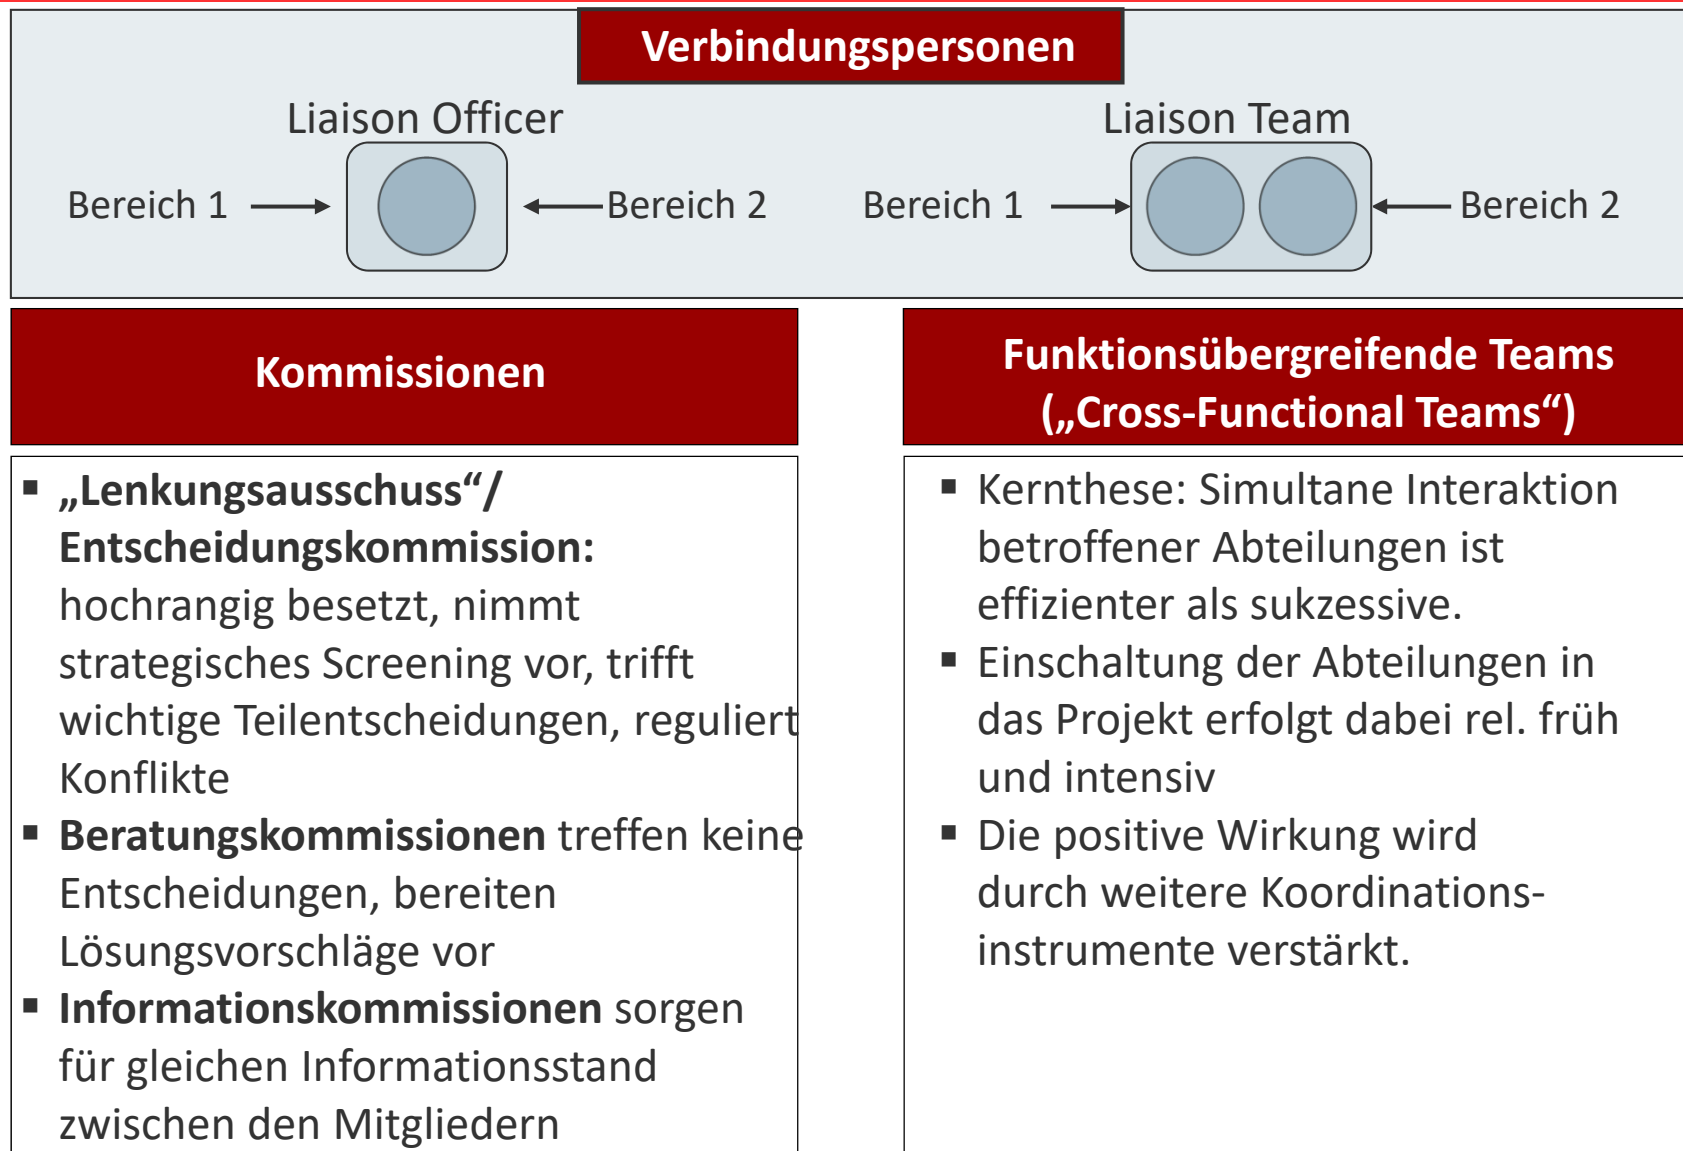 Verbindungspersonen
Liaison Officer
Liaison Team
Bereich 1
Bereich 2
Bereich 1
Bereich 2
Kommissionen
▪ „Lenkungsausschuss“/
Entscheidungskommission:
hochrangig besetzt, nimmt
strategisches Screening vor, trifft
wichtige Teilentscheidungen, reguliert
Konflikte
▪ Beratungskommissionen treffen keine
Entscheidungen, bereiten
Lösungsvorschläge vor
▪ Informationskommissionen sorgen
für gleichen Informationsstand
zwischen den Mitgliedern
Funktionsübergreifende Teams
(„Cross-Functional Teams“)
▪ Kernthese: Simultane Interaktion
betroffener Abteilungen ist
effizienter als sukzessive.
▪ Einschaltung der Abteilungen in
das Projekt erfolgt dabei rel. früh
und intensiv
▪ Die positive Wirkung wird
durch weitere Koordinations-
instrumente verstärkt.